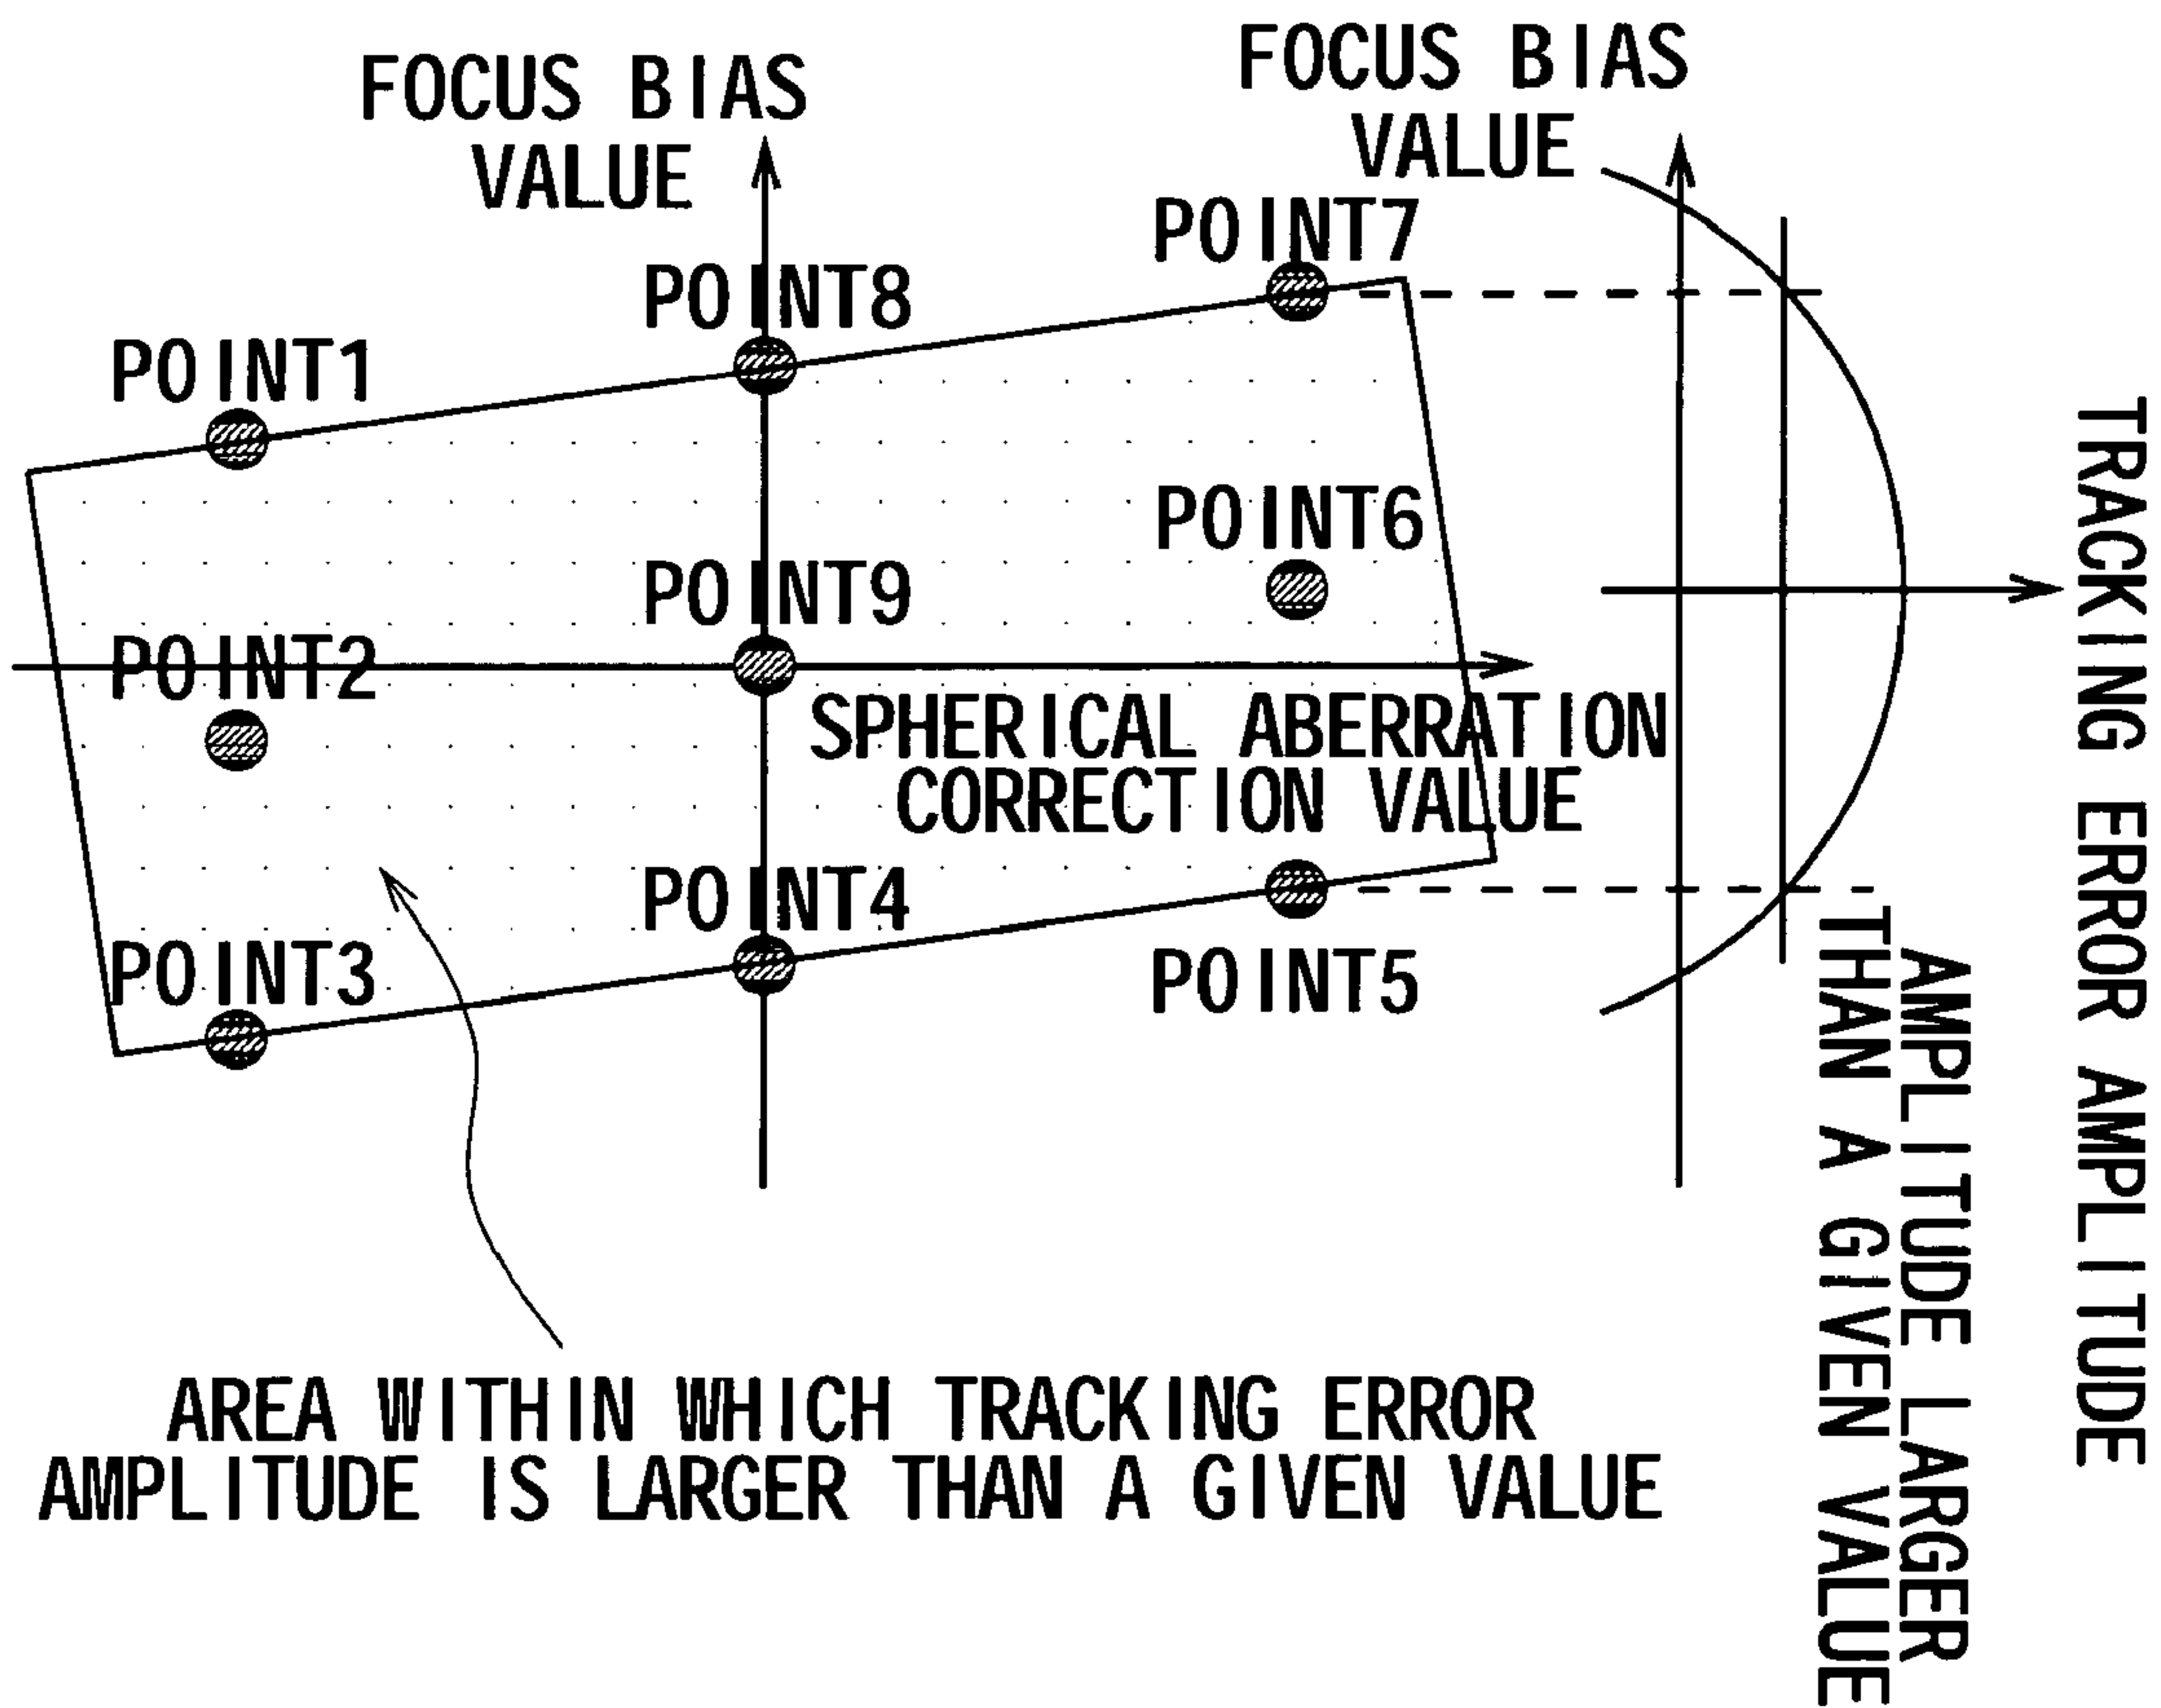 FOCUS BIAS
VALUE
FOCUS BIAS
VALUE
POINT7
POINT8
POINT1
POINT6
POINT9
POINT2
SPHERICAL ABERRATION
CORRECTION VALUE
POINT4
POINT3
POINT5
TRACKING ERROR AMPLITUDE
AMPLITUDE LARGER
THAN A GIVEN VALUE
AREA WITHIN WHICH TRACKING ERROR
AMPLITUDE IS LARGER THAN A GIVEN VALUE